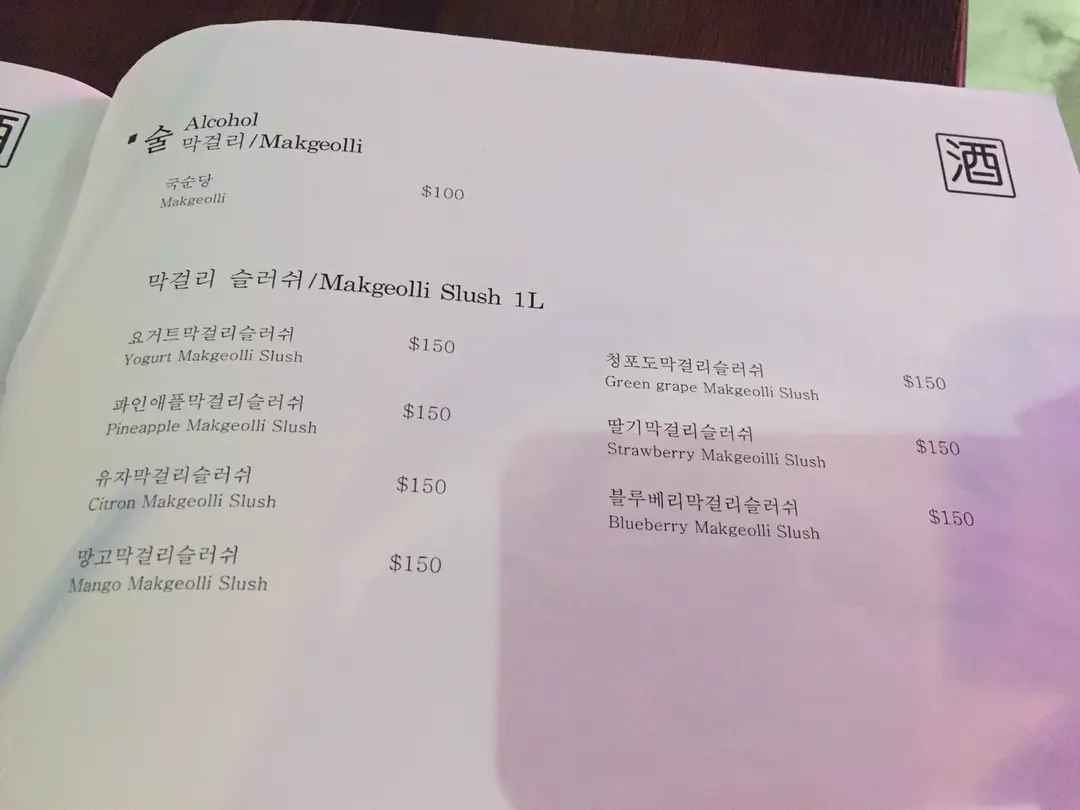 술 Alcohol
막걸리/Makgeolli
酒
국순당
Makgeolli
$100
막걸리 슬러쉬/Makgeolli Slush 1L
요거트막걸리슬러쉬
Yogurt Makgeolli Slush
$150
파인애플막걸리슬러쉬
Pineapple Makgeolli Slush
$150
유자막걸리슬러쉬
Citron Makgeolli Slush
$150
망고막걸리슬러쉬
Mango Makgeolli Slush
$150
청포도막걸리슬러쉬
Green grape Makgeolli Slush
$150
딸기막걸리슬러쉬
Strawberry Makgeoilli Slush
$150
블루베리막걸리슬러쉬
Blueberry Makgeolli Slush
$150